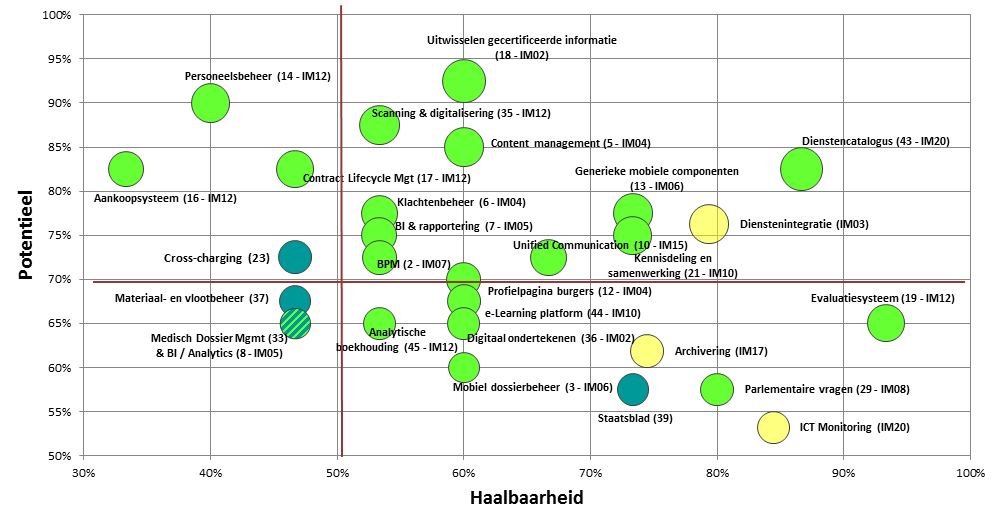 100%
95%
90%
85%
80%
75%
70%
65%
60%
55%
50%
Potentieel
Uitwisselen gecertificeerde informatie
(18 - IM02)
Personeelsbeheer (14 - IM12)
Scanning & digitalisering (35 - IM12)
Content management (5 - IM04)
Dienstencatalogus (43 - IM20)
Contract Lifecycle Mgt (17 - IM12)
Generieke mobiele componenten
(13 - IM06)
Aankoopsysteem (16 - IM12)
Klachtenbeheer (6 - IM04)
BI & rapportering (7 - IM05)
Dienstenintegratie (IM03)
Unified Communication (10 - IM15)
Cross-charging (23)
BPM (2 - IM07)
Kennisdeling en
samenwerking (21 - IM10)
Materiaal- en vlootbeheer (37)
Profielpagina burgers (12 - IM04)
Evaluatiesysteem (19 - IM12)
e-Learning platform (44 - IM10)
Medisch Dossier Mgmt (33)
& BI / Analytics (8 - IM05)
Analytische
boekhouding (45 - IM12)
Digitaal ondertekenen (36 - IM02)
Archivering (IM17)
Mobiel dossierbeheer (3 - IM06)
Parlementaire vragen (29 - IM08)
Staatsblad (39)
ICT Monitoring (IM20)
30%
40%
50%
60%
70%
80%
90%
100%
Haalbaarheid